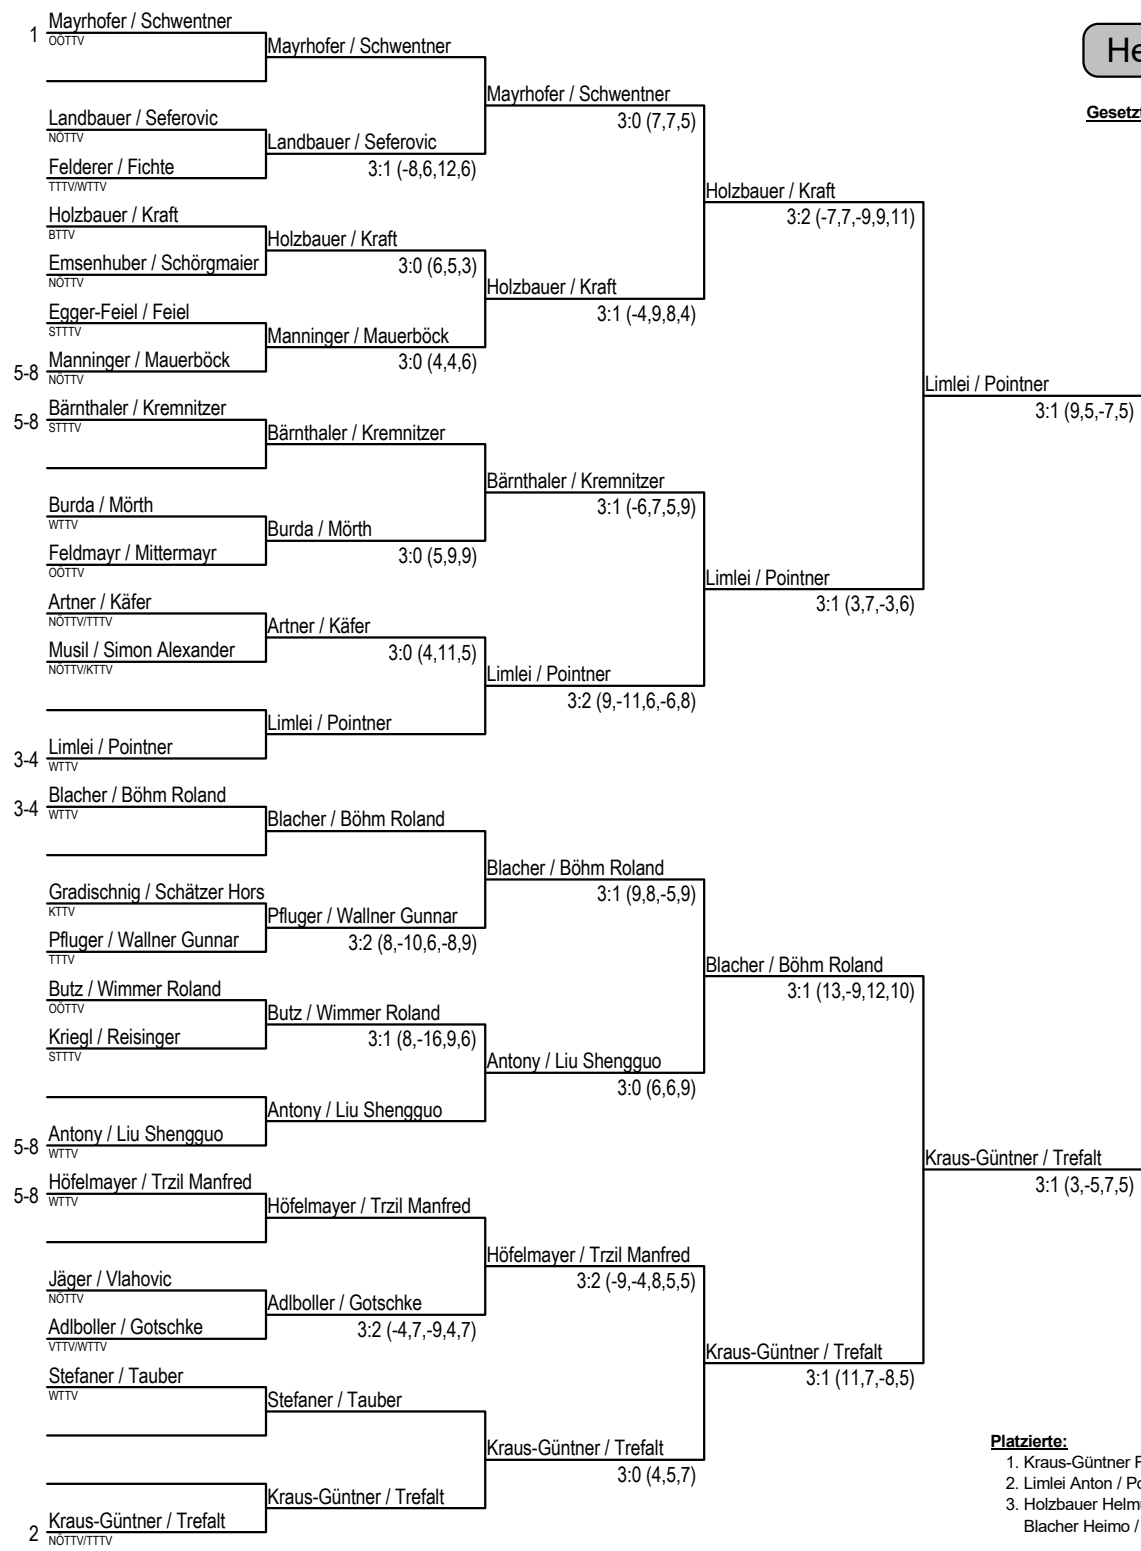 He
Gesetzt
1 Mayrhofer / Schwentner
OÖTTV
Landbauer / Seferovic
NÖTTV
Felderer / Fichte
TTTV/WTTV
Holzbauer / Kraft
BTTV
Emsenhuber / Schörgmaier
NÖTTV
Egger-Feiel / Feiel
STTTV
5-8 Manninger / Mauerböck
NÖTTV
5-8 Bärnthaler / Kremnitzer
STTTV
Burda / Mörth
WTTV
Feldmayr / Mittermayr
OÖTTV
Artner / Käfer
NÖTTV/TTTV
Musil / Simon Alexander
NÖTTV/KTTV
3-4 Limlei / Pointner
WTTV
3-4 Blacher / Böhm Roland
WTTV
Gradischnig / Schätzer Hors
KTTV
Pfluger / Wallner Gunnar
TTTV
Butz / Wimmer Roland
OÖTTV
Kriegl / Reisinger
STTTV
5-8 Antony / Liu Shengguo
WTTV
5-8 Höfelmayer / Trzil Manfred
WTTV
Jäger / Vlahovic
NÖTTV
Adlboller / Gotschke
VTTV/WTTV
Stefaner / Tauber
WTTV
2 Kraus-Güntner / Trefalt
NÖTTV/TTTV
Mayrhofer / Schwentner
Landbauer / Seferovic
3:1 (-8,6,12,6)
Holzbauer / Kraft
3:0 (6,5,3)
Manninger / Mauerböck
3:0 (4,4,6)
Bärnthaler / Kremnitzer
Burda / Mörth
3:0 (5,9,9)
Artner / Käfer
3:0 (4,11,5)
Limlei / Pointner
Blacher / Böhm Roland
Pfluger / Wallner Gunnar
3:2 (8,-10,6,-8,9)
Butz / Wimmer Roland
3:1 (8,-16,9,6)
Antony / Liu Shengguo
Höfelmayer / Trzil Manfred
Adlboller / Gotschke
3:2 (-4,7,-9,4,7)
Stefaner / Tauber
Kraus-Güntner / Trefalt
Mayrhofer / Schwentner
3:0 (7,7,5)
Holzbauer / Kraft
3:1 (-4,9,8,4)
Bärnthaler / Kremnitzer
3:1 (-6,7,5,9)
Limlei / Pointner
3:2 (9,-11,6,-6,8)
Blacher / Böhm Roland
3:1 (9,8,-5,9)
Antony / Liu Shengguo
3:0 (6,6,9)
Höfelmayer / Trzil Manfred
3:2 (-9,-4,8,5,5)
Kraus-Güntner / Trefalt
3:0 (4,5,7)
Holzbauer / Kraft
3:2 (-7,7,-9,9,11)
Limlei / Pointner
3:1 (3,7,-3,6)
Blacher / Böhm Roland
3:1 (13,-9,12,10)
Kraus-Güntner / Trefalt
3:1 (11,7,-8,5)
Limlei / Pointner
3:1 (9,5,-7,5)
Kraus-Güntner / Trefalt
3:1 (3,-5,7,5)
Platzierte:
1. Kraus-Güntner F
2. Limlei Anton / Po
3. Holzbauer Helm
Blacher Heimo /